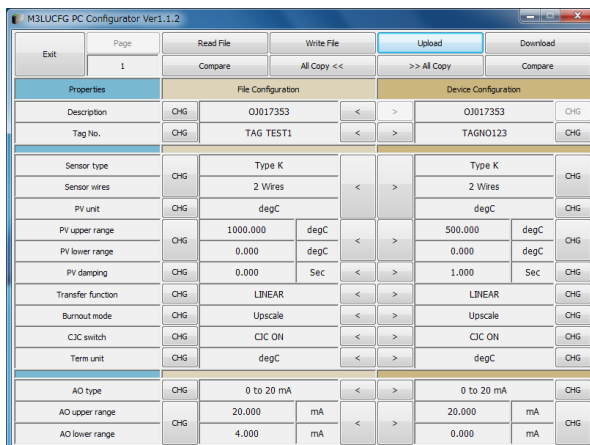 M3LUCFG PC Configurator Ver1.1.2
Exit Page Read File Write File Upload Download
1 Compare All Copy << >> All Copy Compare
Properties File Configuration Device Configuration
Description CHG OJ017353 < > OJ017353 CHG
Tag No. CHG TAG TEST1 < > TAGNO123 CHG
Sensor type CHG Type K < > Type K CHG
Sensor wires 2 Wires 2 Wires
PV unit CHG degC degC CHG
PV upper range CHG 1000.000 degC < > 500.000 degC CHG
PV lower range 0.000 degC 0.000 degC
PV damping CHG 0.000 Sec < > 1.000 Sec CHG
Transfer function CHG LINEAR < > LINEAR CHG
Burnout mode CHG Upscale < > Upscale CHG
CJC switch CHG CJC ON < > CJC ON CHG
Term unit CHG degC < > degC CHG
AO type CHG 0 to 20 mA < > 0 to 20 mA CHG
AO upper range CHG 20.000 mA < > 20.000 mA CHG
AO lower range 4.000 mA 0.000 mA